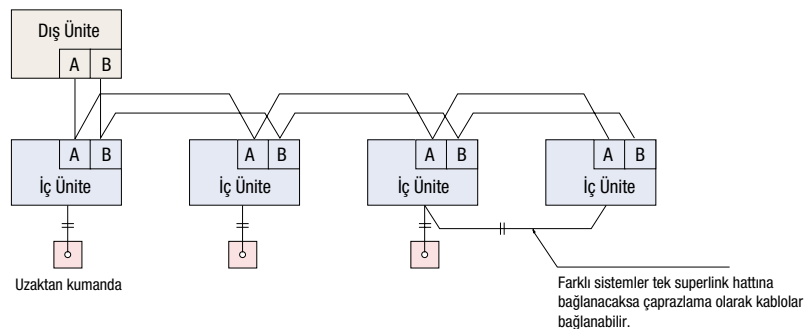 Dış Ünite
A B
A B
A B
A B
A B
İç Ünite
İç Ünite
İç Ünite
İç Ünite
Uzaktan kumanda
Farklı sistemler tek superlink hattına
bağlanacaksa çaprazlama olarak kablolar
bağlanabilir.